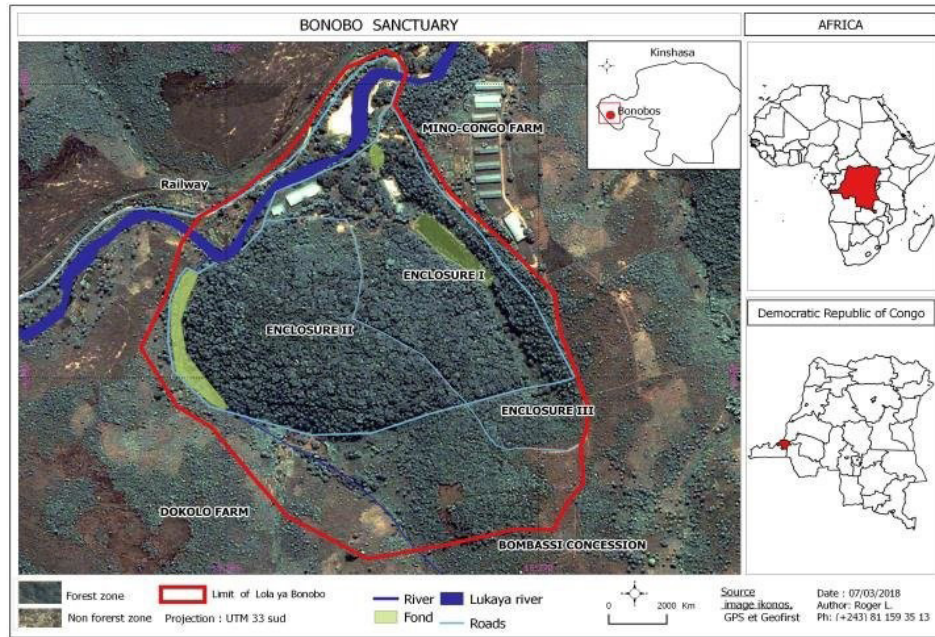 BONOBO SANCTUARY
AFRICA
Kinshasa
Bonobos
MINO-CONGO FARM
Railway
ENCLOSURE I
ENCLOSURE II
ENCLOSURE III
DOKOLO FARM
BOMBASSI CONCESSION
Democratic Republic of Congo
Forest zone
Non forest zone
Limit of Lola ya Bonobo
Projection : UTM 33 sud
River
Lukaya river
Fond
Roads
0 2000 Km
Source
image ikonos,
GPS et Geofirst
Date : 07/03/2018
Author: Roger L.
Ph: (+243) 81 159 35 13